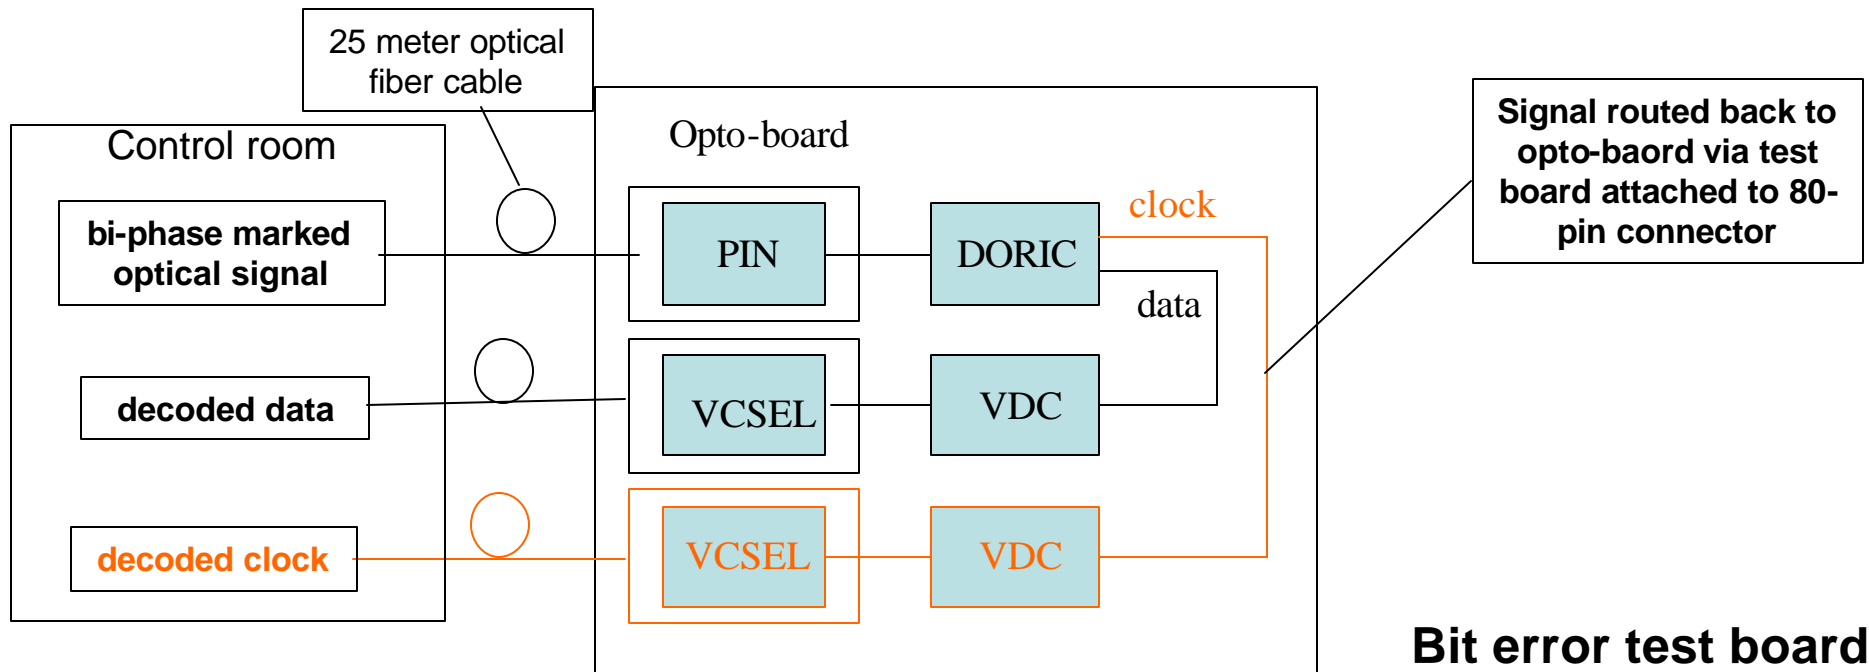 25 meter optical
fiber cable
Control room
Opto-board
Signal routed back to
opto-baord via test
board attached to 80-
pin connector
bi-phase marked
optical signal
PIN
DORIC
clock
data
decoded data
VCSEL
VDC
decoded clock
VCSEL
VDC
Bit error test board